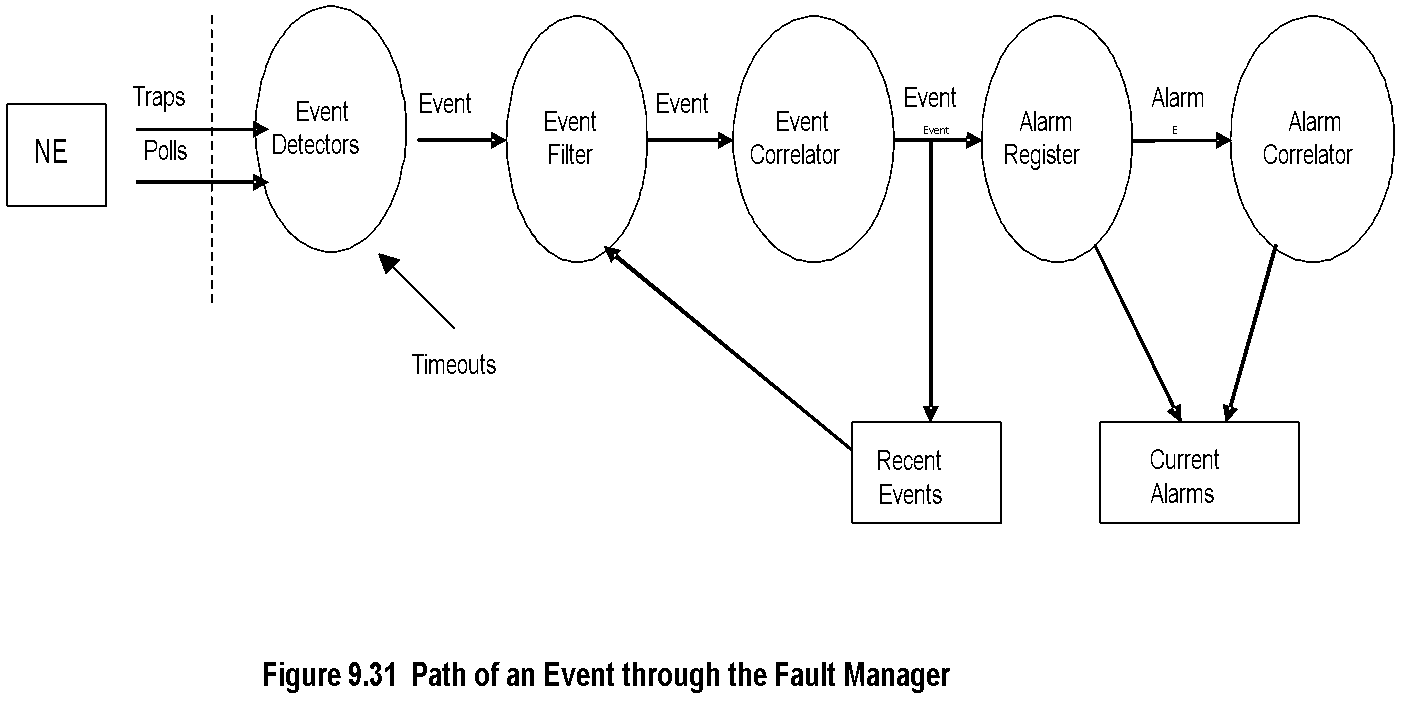 NE
Traps
Polls
Event
Detectors
Event
Event
Filter
Event
Event
Correlator
Event
Event
Alarm
Register
Alarm
E
Alarm
Correlator
Timeouts
Recent
Events
Current
Alarms
Figure 9.31 Path of an Event through the Fault Manager